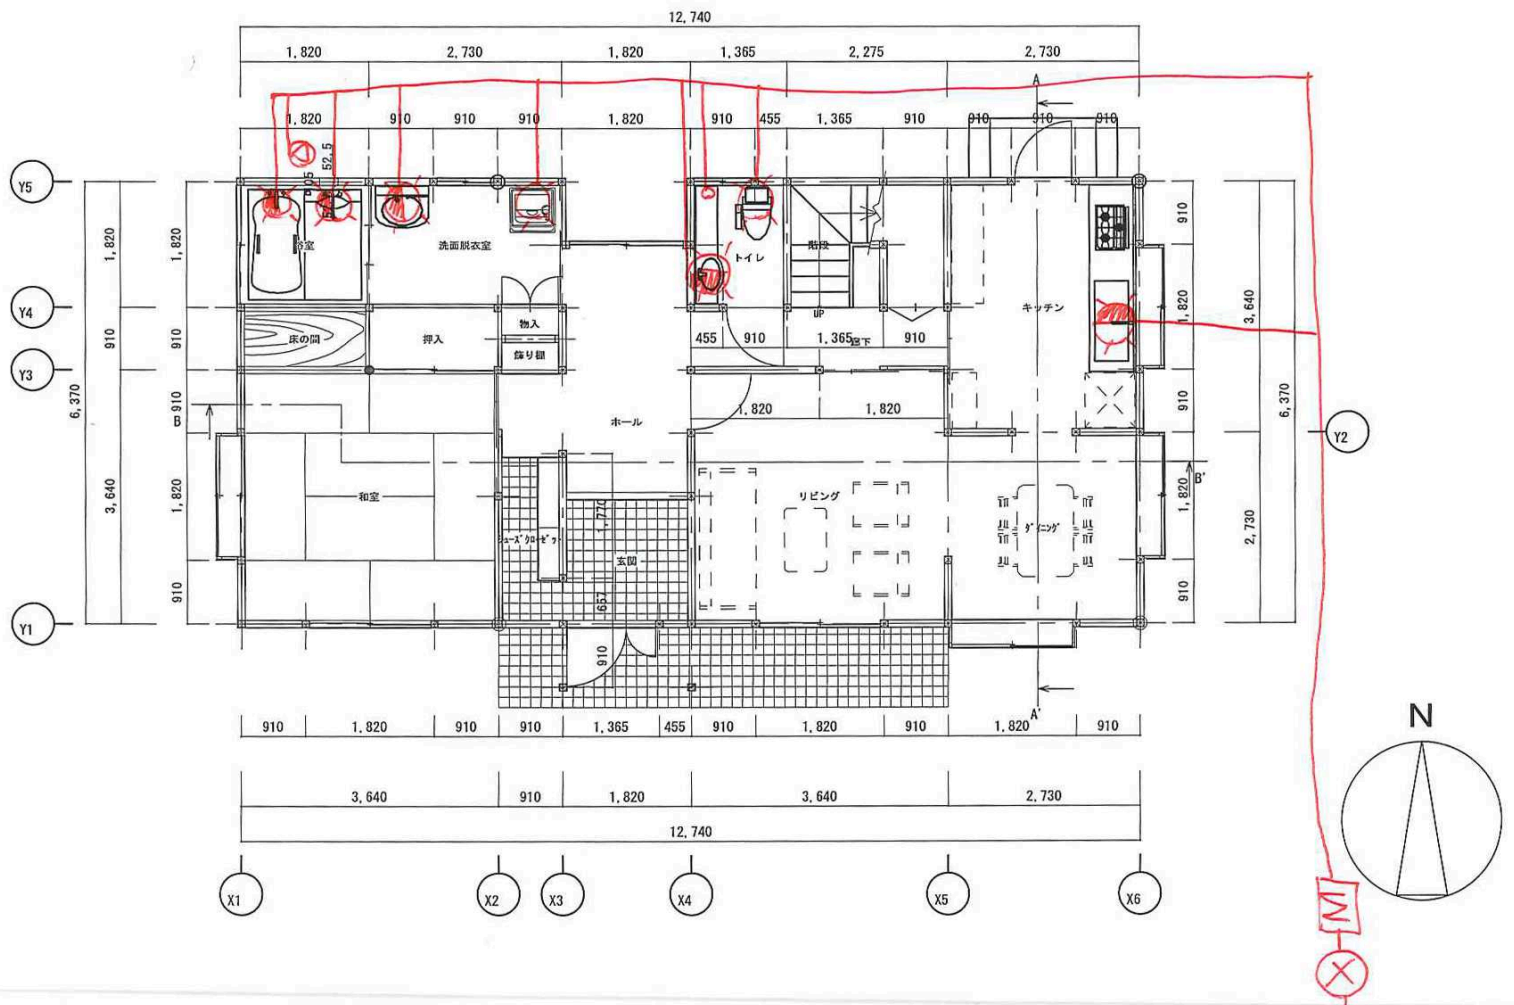 12,740
1,820 2,730 1,820 1,365 2,275 2,730
A
1,820 910 910 910 1,820 910 455 1,365 910 910 910 910
52.5
Y5
浴室 洗面脱衣室 トイレ 階段
910
1,820 1,820
Y4
キッチン
UP
1,820 3,640
物入
床の間 押入
910 910
455 910 1,365 廊下 910
飾り棚
Y3
6,370
B 910
1,820 1,820
910 6,370
ホール
Y2
3,640 1,820
和室
1,770
リビング
ダイニング
1,820 B'
2,730
玄関
910
657
910
Y1
910
A'
910 1,820 910 910 1,365 455 910 1,820 910 1,820 910
N
3,640 910 1,820 3,640 2,730
12,740
X1 X2 X3 X4 X5 X6
M